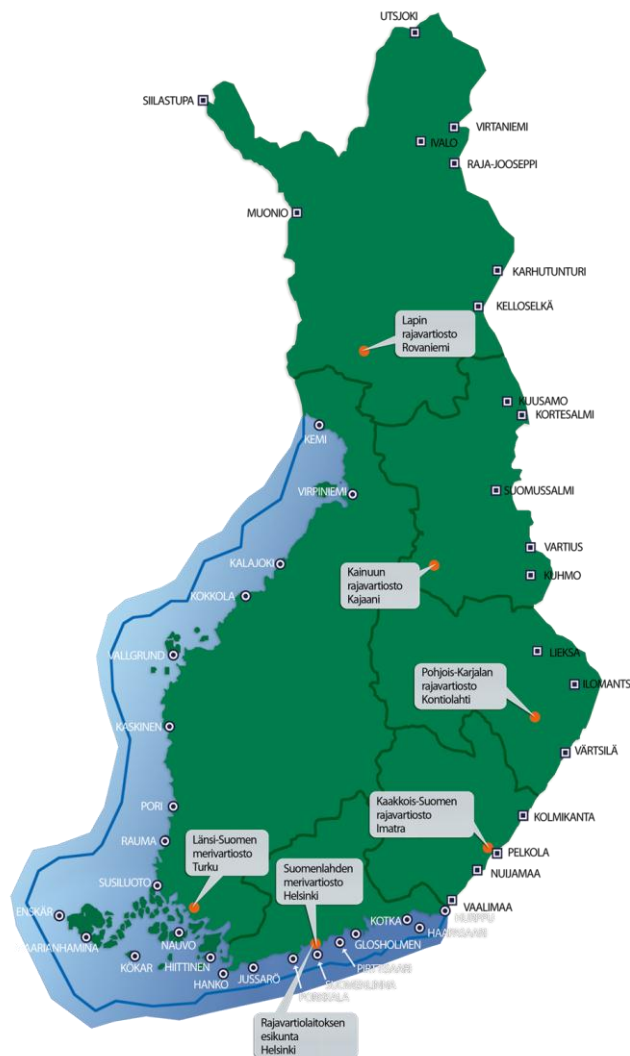 UTSJOKI
SIILASTUPA
VIRTANIEMI
IVALO
RAJA-JOOSEPPI
MUONIO
KARHUTUNTURI
KELLOSELKÄ
Lapin
rajavartiosto
Rovaniemi
KUUSAMO
KORTESALMI
KEMI
VIRPINIEMI
SUOMUSSALMI
VARTIUS
KALAJOKI
Kainuun
rajavartiosto
Kajaani
KUHMO
KOKKOLA
LIEKSA
VALLGRUND
Pohjois-Karjalan
rajavartiosto
Kontiolahti
ILOMANTS
KASKINEN
VÄRTSILÄ
Kaakkois-Suomen
rajavartiosto
Imatra
PORI
KOLMIKANTA
RAUMA
Länsi-Suomen
merivartiosto
Turku
PELKOLA
Suomenlahden
merivartiosto
Helsinki
NUIJAMAA
SUSILUOTO
VAALIMAA
ENSKÄR
HURPPU
KOTKA
HAAPASAARI
NAUVO
MAARIANHAMINA
GLOSHOLMEN
KÖKAR
HIITTINEN
PIRTTISAARI
JUSSARÖ
HANKO
SUOMENLINNA
PORKKALA
Rajavartiolaitoksen
esikunta
Helsinki